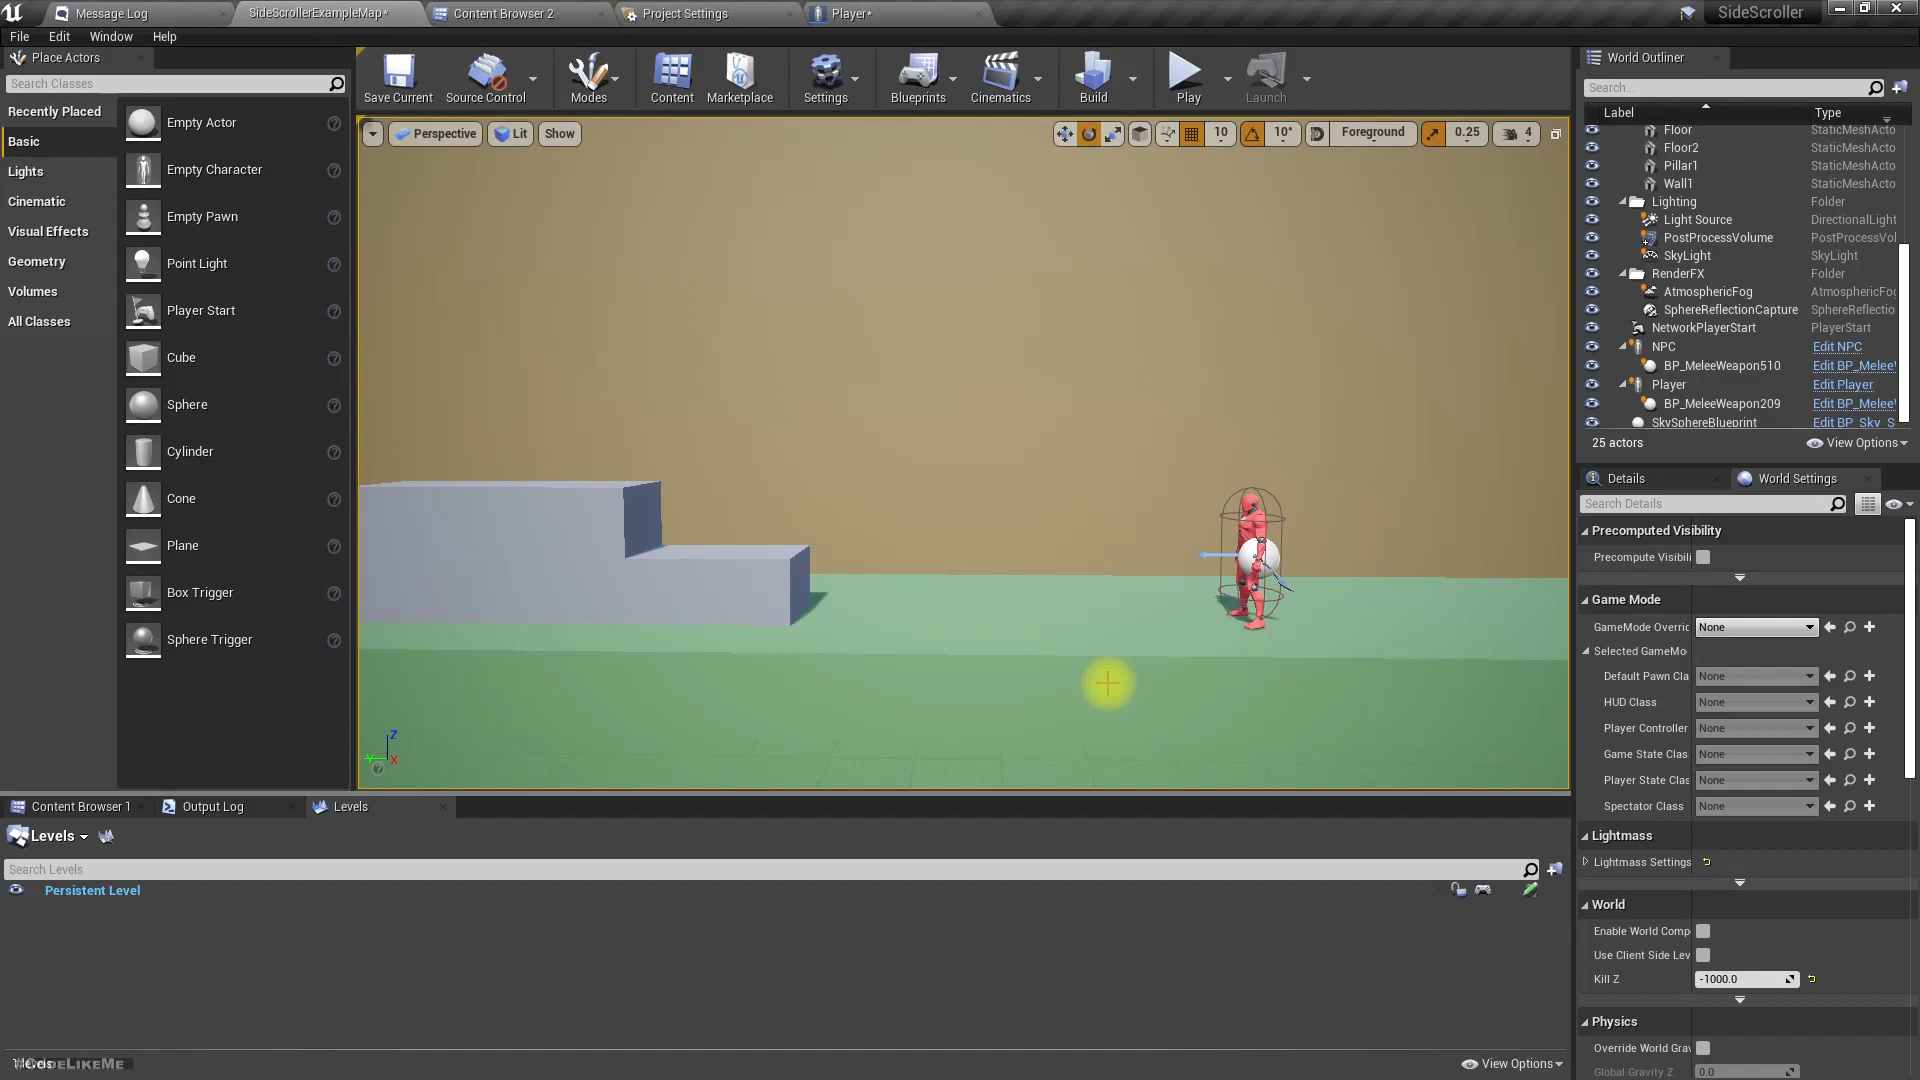 Message Log
SideScrollerExampleMap*
Content Browser 2
Project Settings
Player*
SideScroller
File
Edit
Window
Help
Place Actors
Search Classes
Recently Placed
Basic
Lights
Cinematic
Visual Effects
Geometry
Volumes
All Classes
Empty Actor
Empty Character
Empty Pawn
Point Light
Player Start
Cube
Sphere
Cylinder
Cone
Plane
Box Trigger
Sphere Trigger
Save Current
Source Control
Modes
Content
Marketplace
Settings
Blueprints
Cinematics
Build
Play
Launch
Perspective
Lit
Show
10
10°
Foreground
0.25
4
Z
Y
X
World Outliner
Search...
Label
Type
Floor
StaticMeshActo
Floor2
StaticMeshActo
Pillar1
StaticMeshActo
Wall1
StaticMeshActo
Lighting
Folder
Light Source
DirectionalLight
PostProcessVolume
PostProcessVol
SkyLight
SkyLight
RenderFX
Folder
AtmosphericFog
AtmosphericFog
SphereReflectionCapture
SphereReflectio
NetworkPlayerStart
PlayerStart
NPC
Edit NPC
BP_MeleeWeapon510
Edit BP_Melee
Player
Edit Player
BP_MeleeWeapon209
Edit BP_Melee
SkySphereBlueprint
Edit BP_Sky_S
25 actors
View Options
Details
World Settings
Search Details
Precomputed Visibility
Precompute Visibili
Game Mode
GameMode Overric
None
Selected GameMo
Default Pawn Cla
None
HUD Class
None
Player Controller
None
Game State Clas
None
Player State Clas
None
Spectator Class
None
Lightmass
Lightmass Settings
World
Enable World Comp
Use Client Side Lev
Kill Z
-1000.0
Physics
Override World Grav
Global Gravity Z
0.0
Content Browser 1
Output Log
Levels
Levels
Search Levels
Persistent Level
#CodeLikeMe
View Options